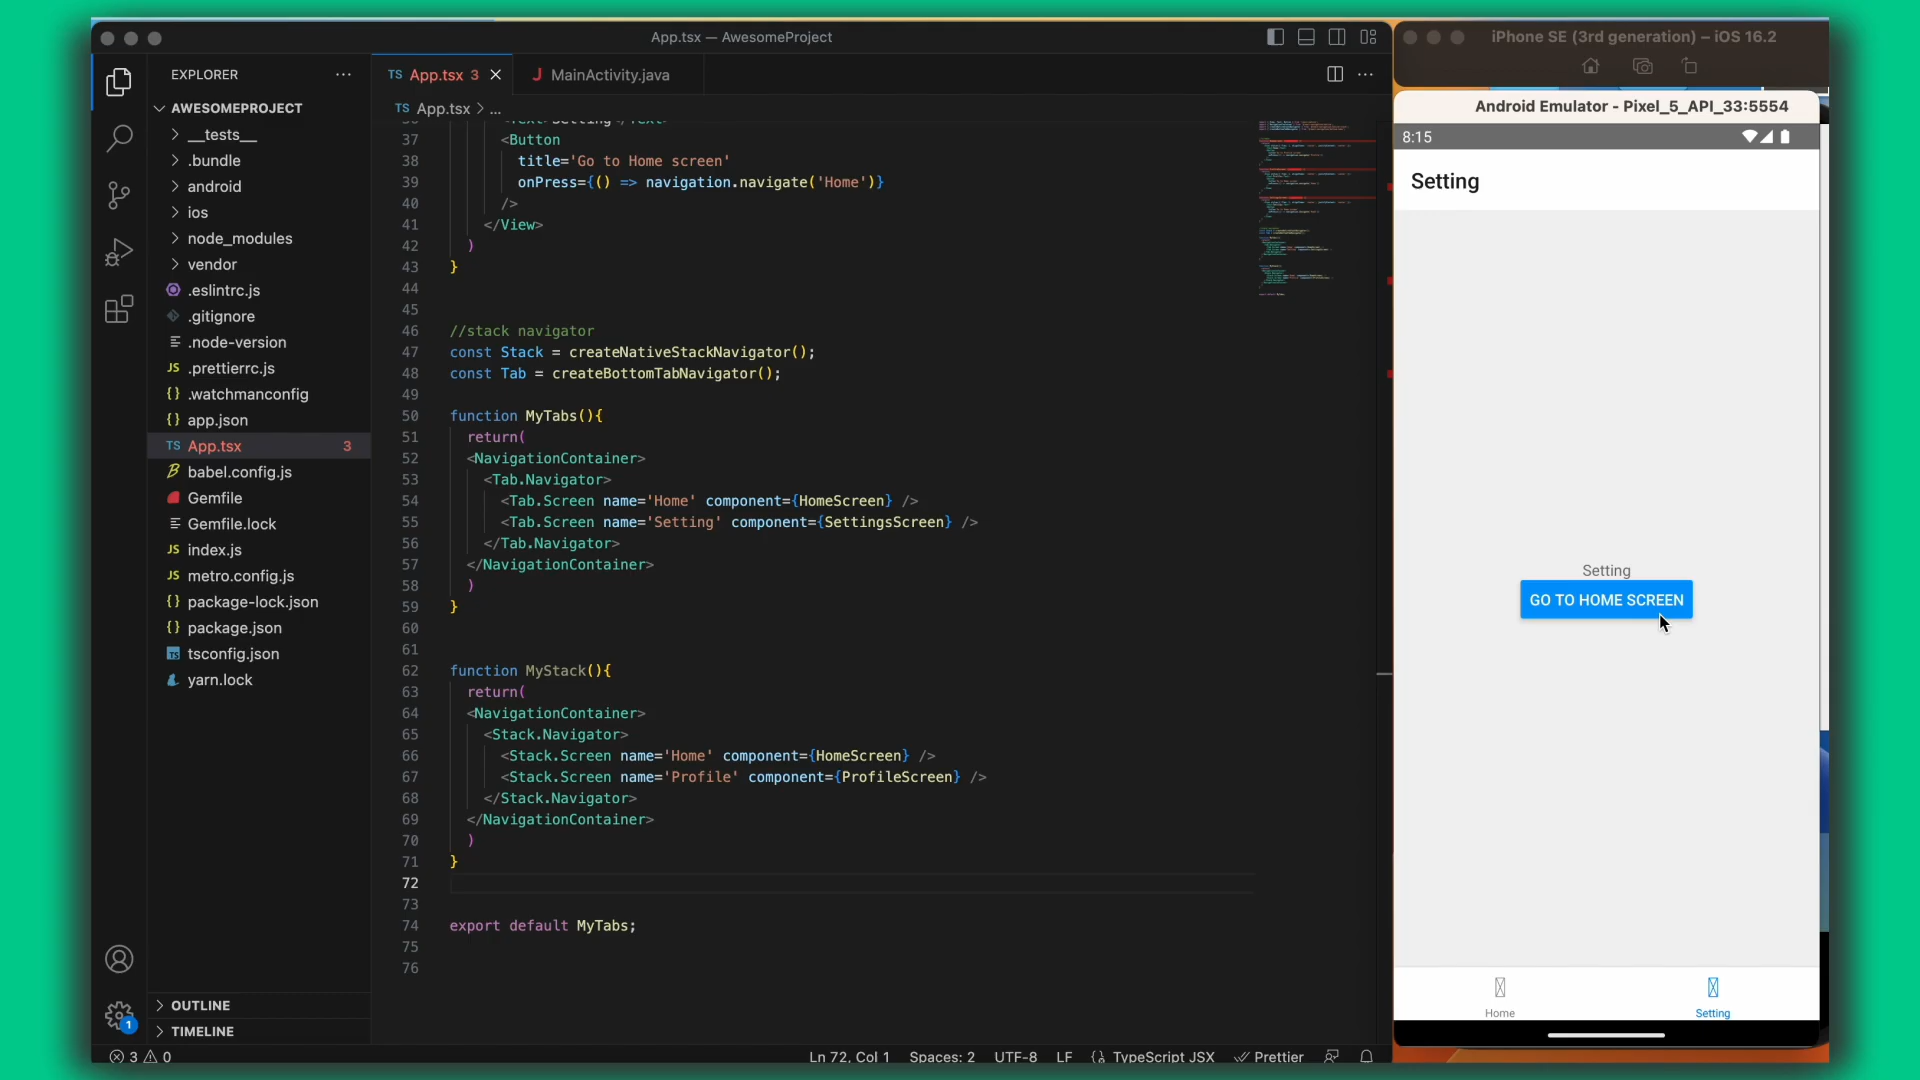 App.tsx — AwesomeProject
EXPLORER
AWESOMEPROJECT
__tests__
.bundle
android
ios
node_modules
vendor
.eslintrc.js
.gitignore
.node-version
JS .prettierrc.js
{} .watchmanconfig
{} app.json
TS App.tsx 3
babel.config.js
Gemfile
Gemfile.lock
JS index.js
JS metro.config.js
{} package-lock.json
{} package.json
TS tsconfig.json
yarn.lock
OUTLINE
TIMELINE
1
TS App.tsx 3
J MainActivity.java
TS App.tsx > ...
37 <Button
38 title='Go to Home screen'
39 onPress={() => navigation.navigate('Home')}
40 />
41 </View>
42 )
43 }
44
45
46 //stack navigator
47 const Stack = createNativeStackNavigator();
48 const Tab = createBottomTabNavigator();
49
50 function MyTabs(){
51 return(
52 <NavigationContainer>
53 <Tab.Navigator>
54 <Tab.Screen name='Home' component={HomeScreen} />
55 <Tab.Screen name='Setting' component={SettingsScreen} />
56 </Tab.Navigator>
57 </NavigationContainer>
58 )
59 }
60
61
62 function MyStack(){
63 return(
64 <NavigationContainer>
65 <Stack.Navigator>
66 <Stack.Screen name='Home' component={HomeScreen} />
67 <Stack.Screen name='Profile' component={ProfileScreen} />
68 </Stack.Navigator>
69 </NavigationContainer>
70 )
71 }
72
73
74 export default MyTabs;
75
76
3 0
Ln 72, Col 1 Spaces: 2 UTF-8 LF {} TypeScript JSX Prettier
iPhone SE (3rd generation) – iOS 16.2
Android Emulator - Pixel_5_API_33:5554
8:15
Setting
Setting
GO TO HOME SCREEN
Home
Setting